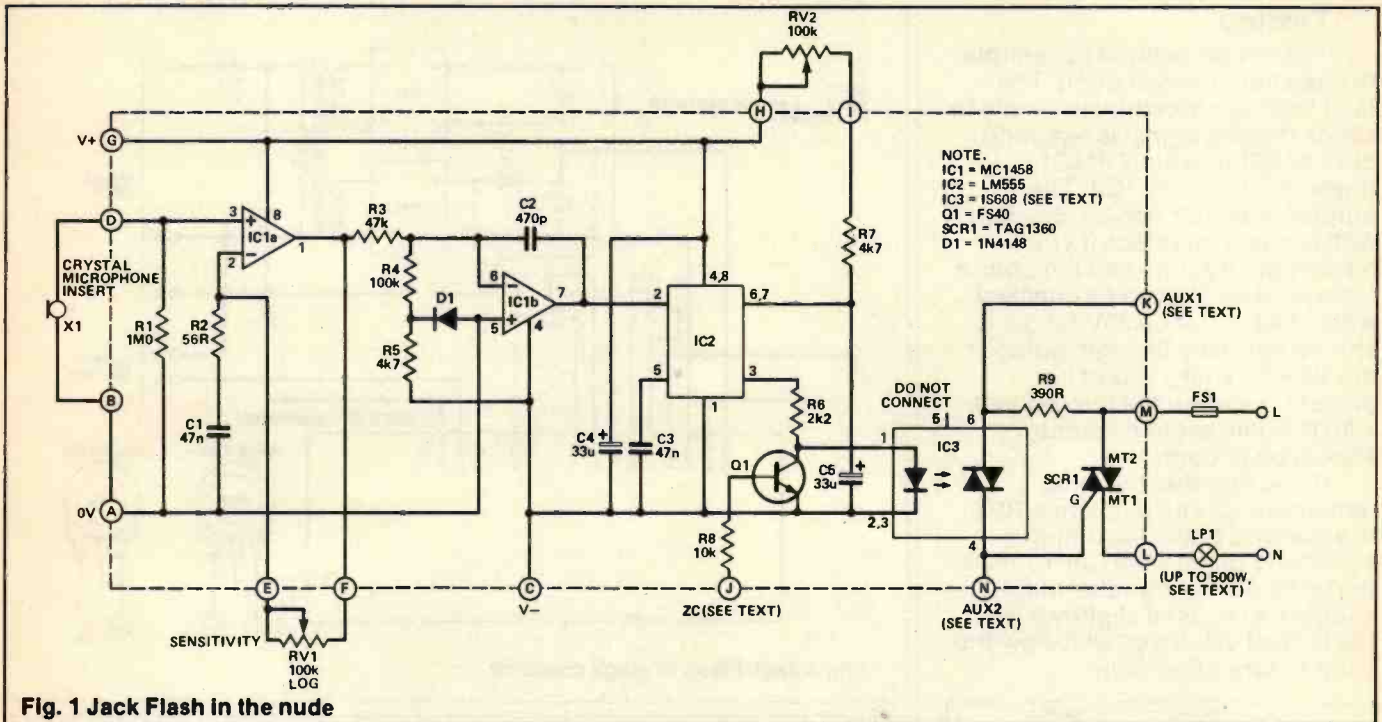 RV2
100k
H
I
V+ G
NOTE.
IC1 = MC1458
IC2 = LM555
IC3 = IS608 (SEE TEXT)
Q1 = FS40
SCR1 = TAG1360
D1 = 1N4148
D
3
+
8
IC1a
1
2
−
R3
47k
C2
470p
R7
4k7
CRYSTAL
MICROPHONE
INSERT
X1
R4
100k
6
−
IC1b
7
D1
5
+
4
2
4,8
6,7
IC2
5
3
1
K AUX1
(SEE TEXT)
R1
1M0
R2
56R
R5
4k7
DO NOT
CONNECT
R9
390R
M
FS1
L
B
C1
47n
C4
33u
+
C3
47n
R6
2k2
Q1
C5
33u
+
1
5
6
IC3
SCR1
G
MT2
MT1
0V A
R8
10k
2,3
4
LP1
L
N
(UP TO 500W,
SEE TEXT)
E
F
C
V−
J
ZC(SEE TEXT)
N
AUX2
(SEE TEXT)
SENSITIVITY
RV1
100k
LOG
Fig. 1 Jack Flash in the nude